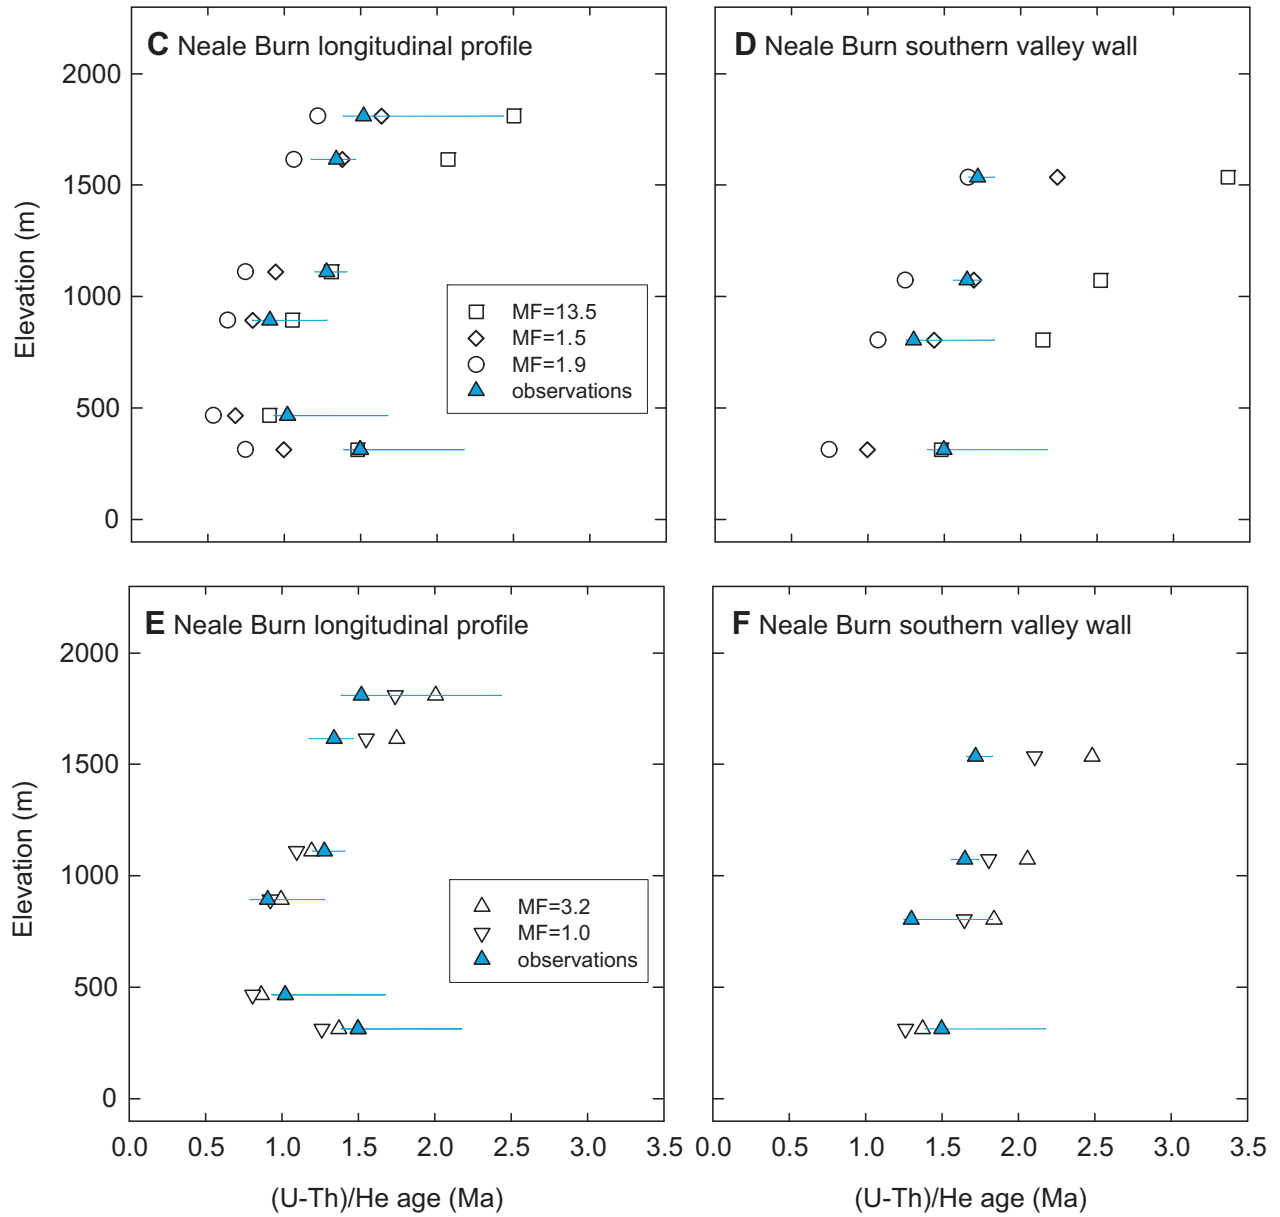 C Neale Burn longitudinal profile
D Neale Burn southern valley wall
2000
1500
1000
500
0
Elevation (m)
MF=13.5
MF=1.5
MF=1.9
observations
E Neale Burn longitudinal profile
F Neale Burn southern valley wall
2000
1500
1000
500
0
Elevation (m)
MF=3.2
MF=1.0
observations
0.0 0.5 1.0 1.5 2.0 2.5 3.0 3.5
0.0 0.5 1.0 1.5 2.0 2.5 3.0 3.5
(U-Th)/He age (Ma)
(U-Th)/He age (Ma)